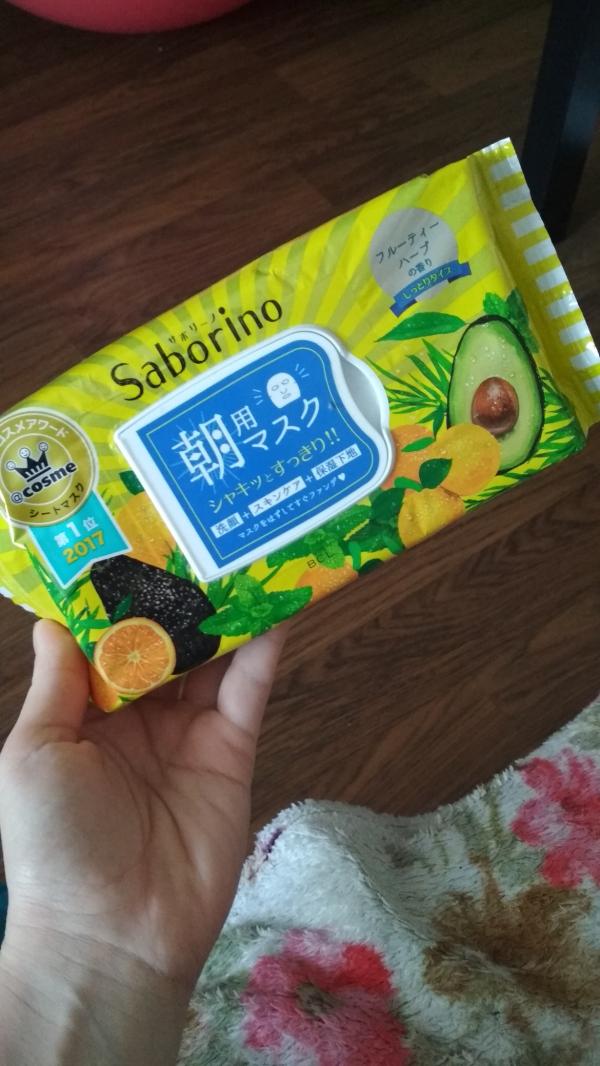 フルーティー
ハーブ
の香り
しっとりタイプ
サボリーノ
Saborino
朝用
マスク
シャキッとすっきり!!
洗顔+スキンケア+保湿下地
マスクをはずしてすぐファンデ♥
コスメアワード
@cosme
シートマスク
第1位
2017
BCL